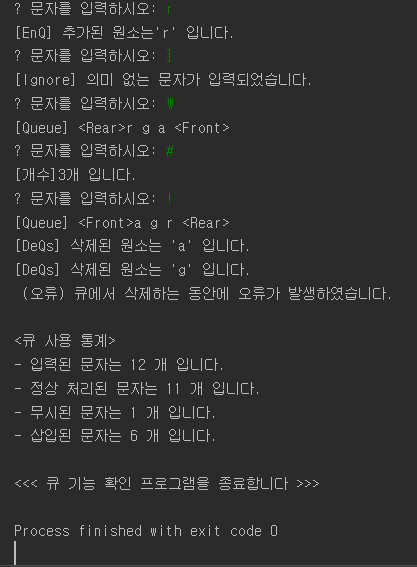 ? 문자를 입력하시오: r
[EnQ] 추가된 원소는'r' 입니다.
? 문자를 입력하시오: ]
[Ignore] 의미 없는 문자가 입력되었습니다.
? 문자를 입력하시오: ₩
[Queue] <Rear>r g a <Front>
? 문자를 입력하시오: #
[개수]3개 입니다.
? 문자를 입력하시오: !
[Queue] <Front>a g r <Rear>
[DeQs] 삭제된 원소는 'a' 입니다.
[DeQs] 삭제된 원소는 'g' 입니다.
(오류) 큐에서 삭제하는 동안에 오류가 발생하였습니다.
<큐 사용 통계>
- 입력된 문자는 12 개 입니다.
- 정상 처리된 문자는 11 개 입니다.
- 무시된 문자는 1 개 입니다.
- 삽입된 문자는 6 개 입니다.
<<< 큐 기능 확인 프로그램을 종료합니다 >>>
Process finished with exit code 0